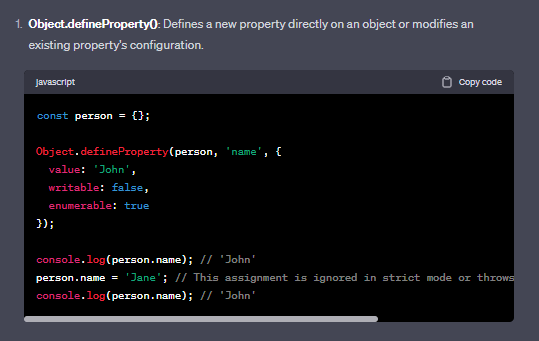 1. Object.defineProperty(): Defines a new property directly on an object or modifies an
existing property's configuration.
javascript
Copy code
const person = {};
Object.defineProperty(person, 'name', {
value: 'John',
writable: false,
enumerable: true
});
console.log(person.name); // 'John'
person.name = 'Jane'; // This assignment is ignored in strict mode or throws
console.log(person.name); // 'John'